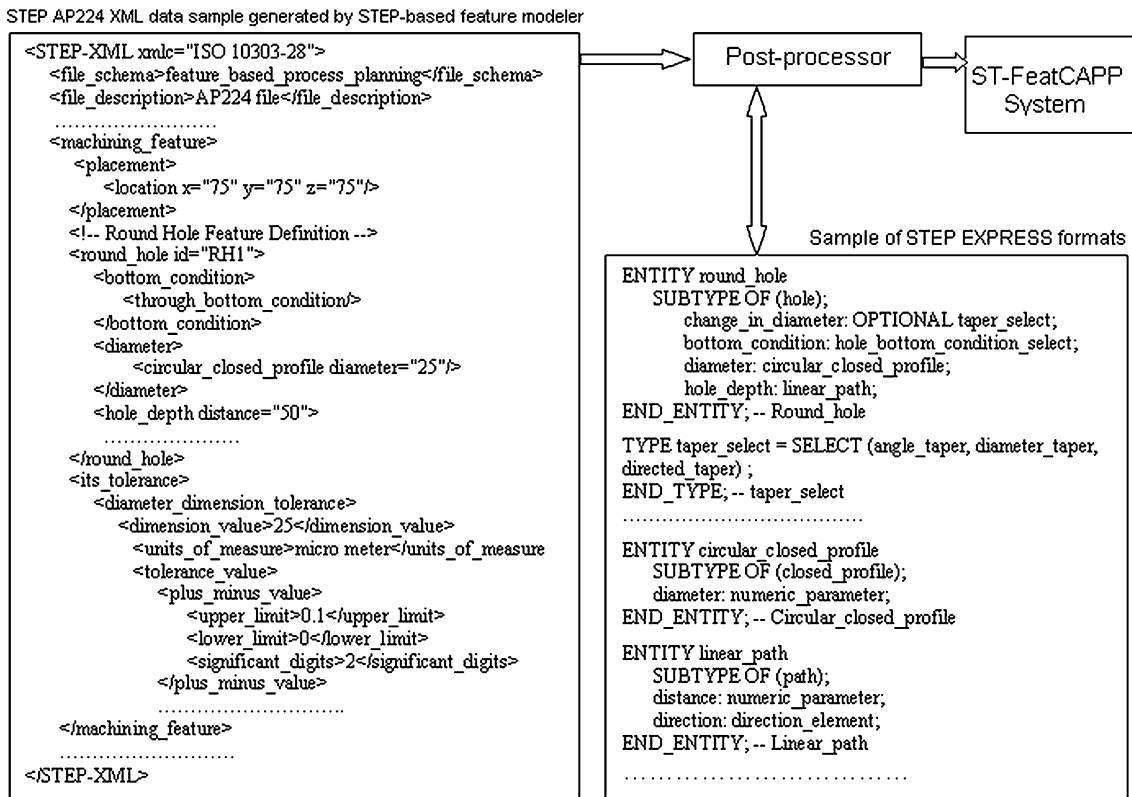 STEP AP224 XML data sample generated by STEP-based feature modeler
<STEP-XML xmlc="ISO 10303-28">
<file_schema>feature_based_process_planning</file_schema>
<file_description>AP224 file</file_description>
.........................
<machining_feature>
<placement>
<location x="75" y="75" z="75"/>
</placement>
<!-- Round Hole Feature Definition -->
<round_hole id="RH1">
<bottom_condition>
<through_bottom_condition/>
</bottom_condition>
<diameter>
<circular_closed_profile diameter="25"/>
</diameter>
<hole_depth distance="50">
.....................
</round_hole>
<its_tolerance>
<diameter_dimension_tolerance>
<dimension_value>25</dimension_value>
<units_of_measure>micro meter</units_of_measure
<tolerance_value>
<plus_minus_value>
<upper_limit>0.1</upper_limit>
<lower_limit>0</lower_limit>
<significant_digits>2</significant_digits>
</plus_minus_value>
.............................
</machining_feature>
...........................
</STEP-XML>
Post-processor
ST-FeatCAPP
System
Sample of STEP EXPRESS formats
ENTITY round_hole
SUBTYPE OF (hole);
change_in_diameter: OPTIONAL taper_select;
bottom_condition: hole_bottom_condition_select;
diameter: circular_closed_profile;
hole_depth: linear_path;
END_ENTITY; -- Round_hole
TYPE taper_select = SELECT (angle_taper, diameter_taper,
directed_taper) ;
END_TYPE; -- taper_select
.....................................
ENTITY circular_closed_profile
SUBTYPE OF (closed_profile);
diameter: numeric_parameter;
END_ENTITY; -- Circular_closed_profile
ENTITY linear_path
SUBTYPE OF (path);
distance: numeric_parameter;
direction: direction_element;
END_ENTITY; -- Linear_path
.................................